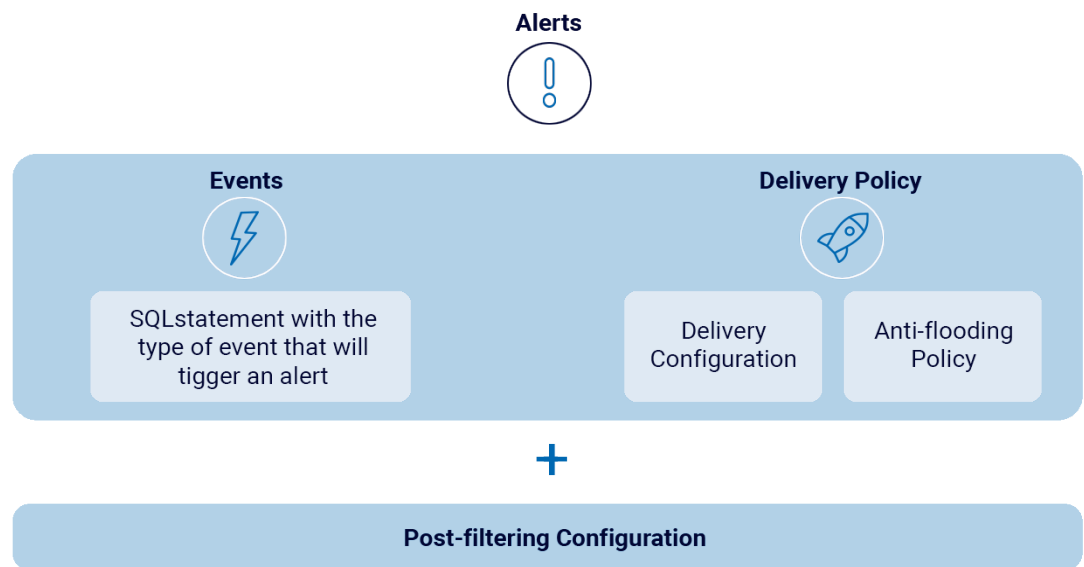 Alerts
Events
SQLstatement with the
type of event that will
tigger an alert
Delivery Policy
Delivery
Configuration
Anti-flooding
Policy
+
Post-filtering Configuration